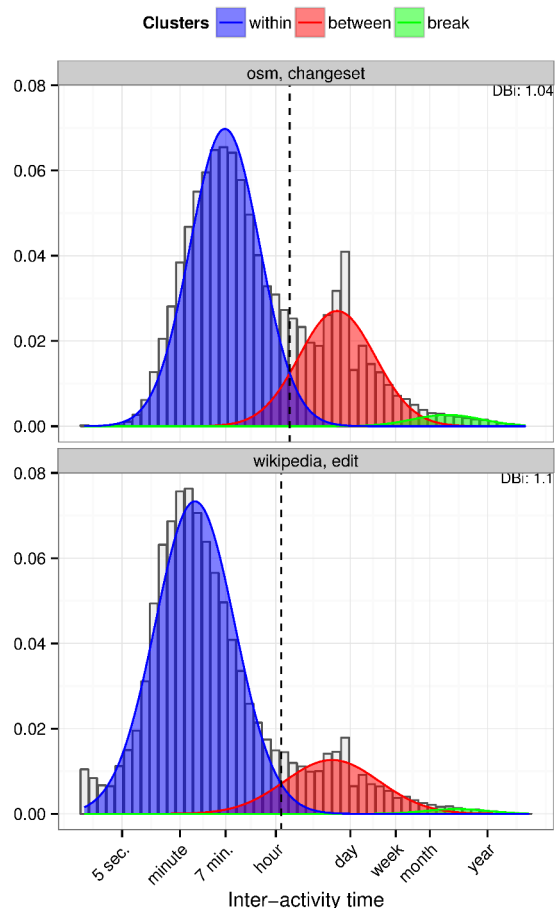 Clusters within between break
osm, changeset
DBi: 1.04
0.08
0.06
0.04
0.02
0.00
wikipedia, edit
DBi: 1.1
0.08
0.06
0.04
0.02
0.00
5 sec. minute 7 min. hour day week month year
Inter−activity time